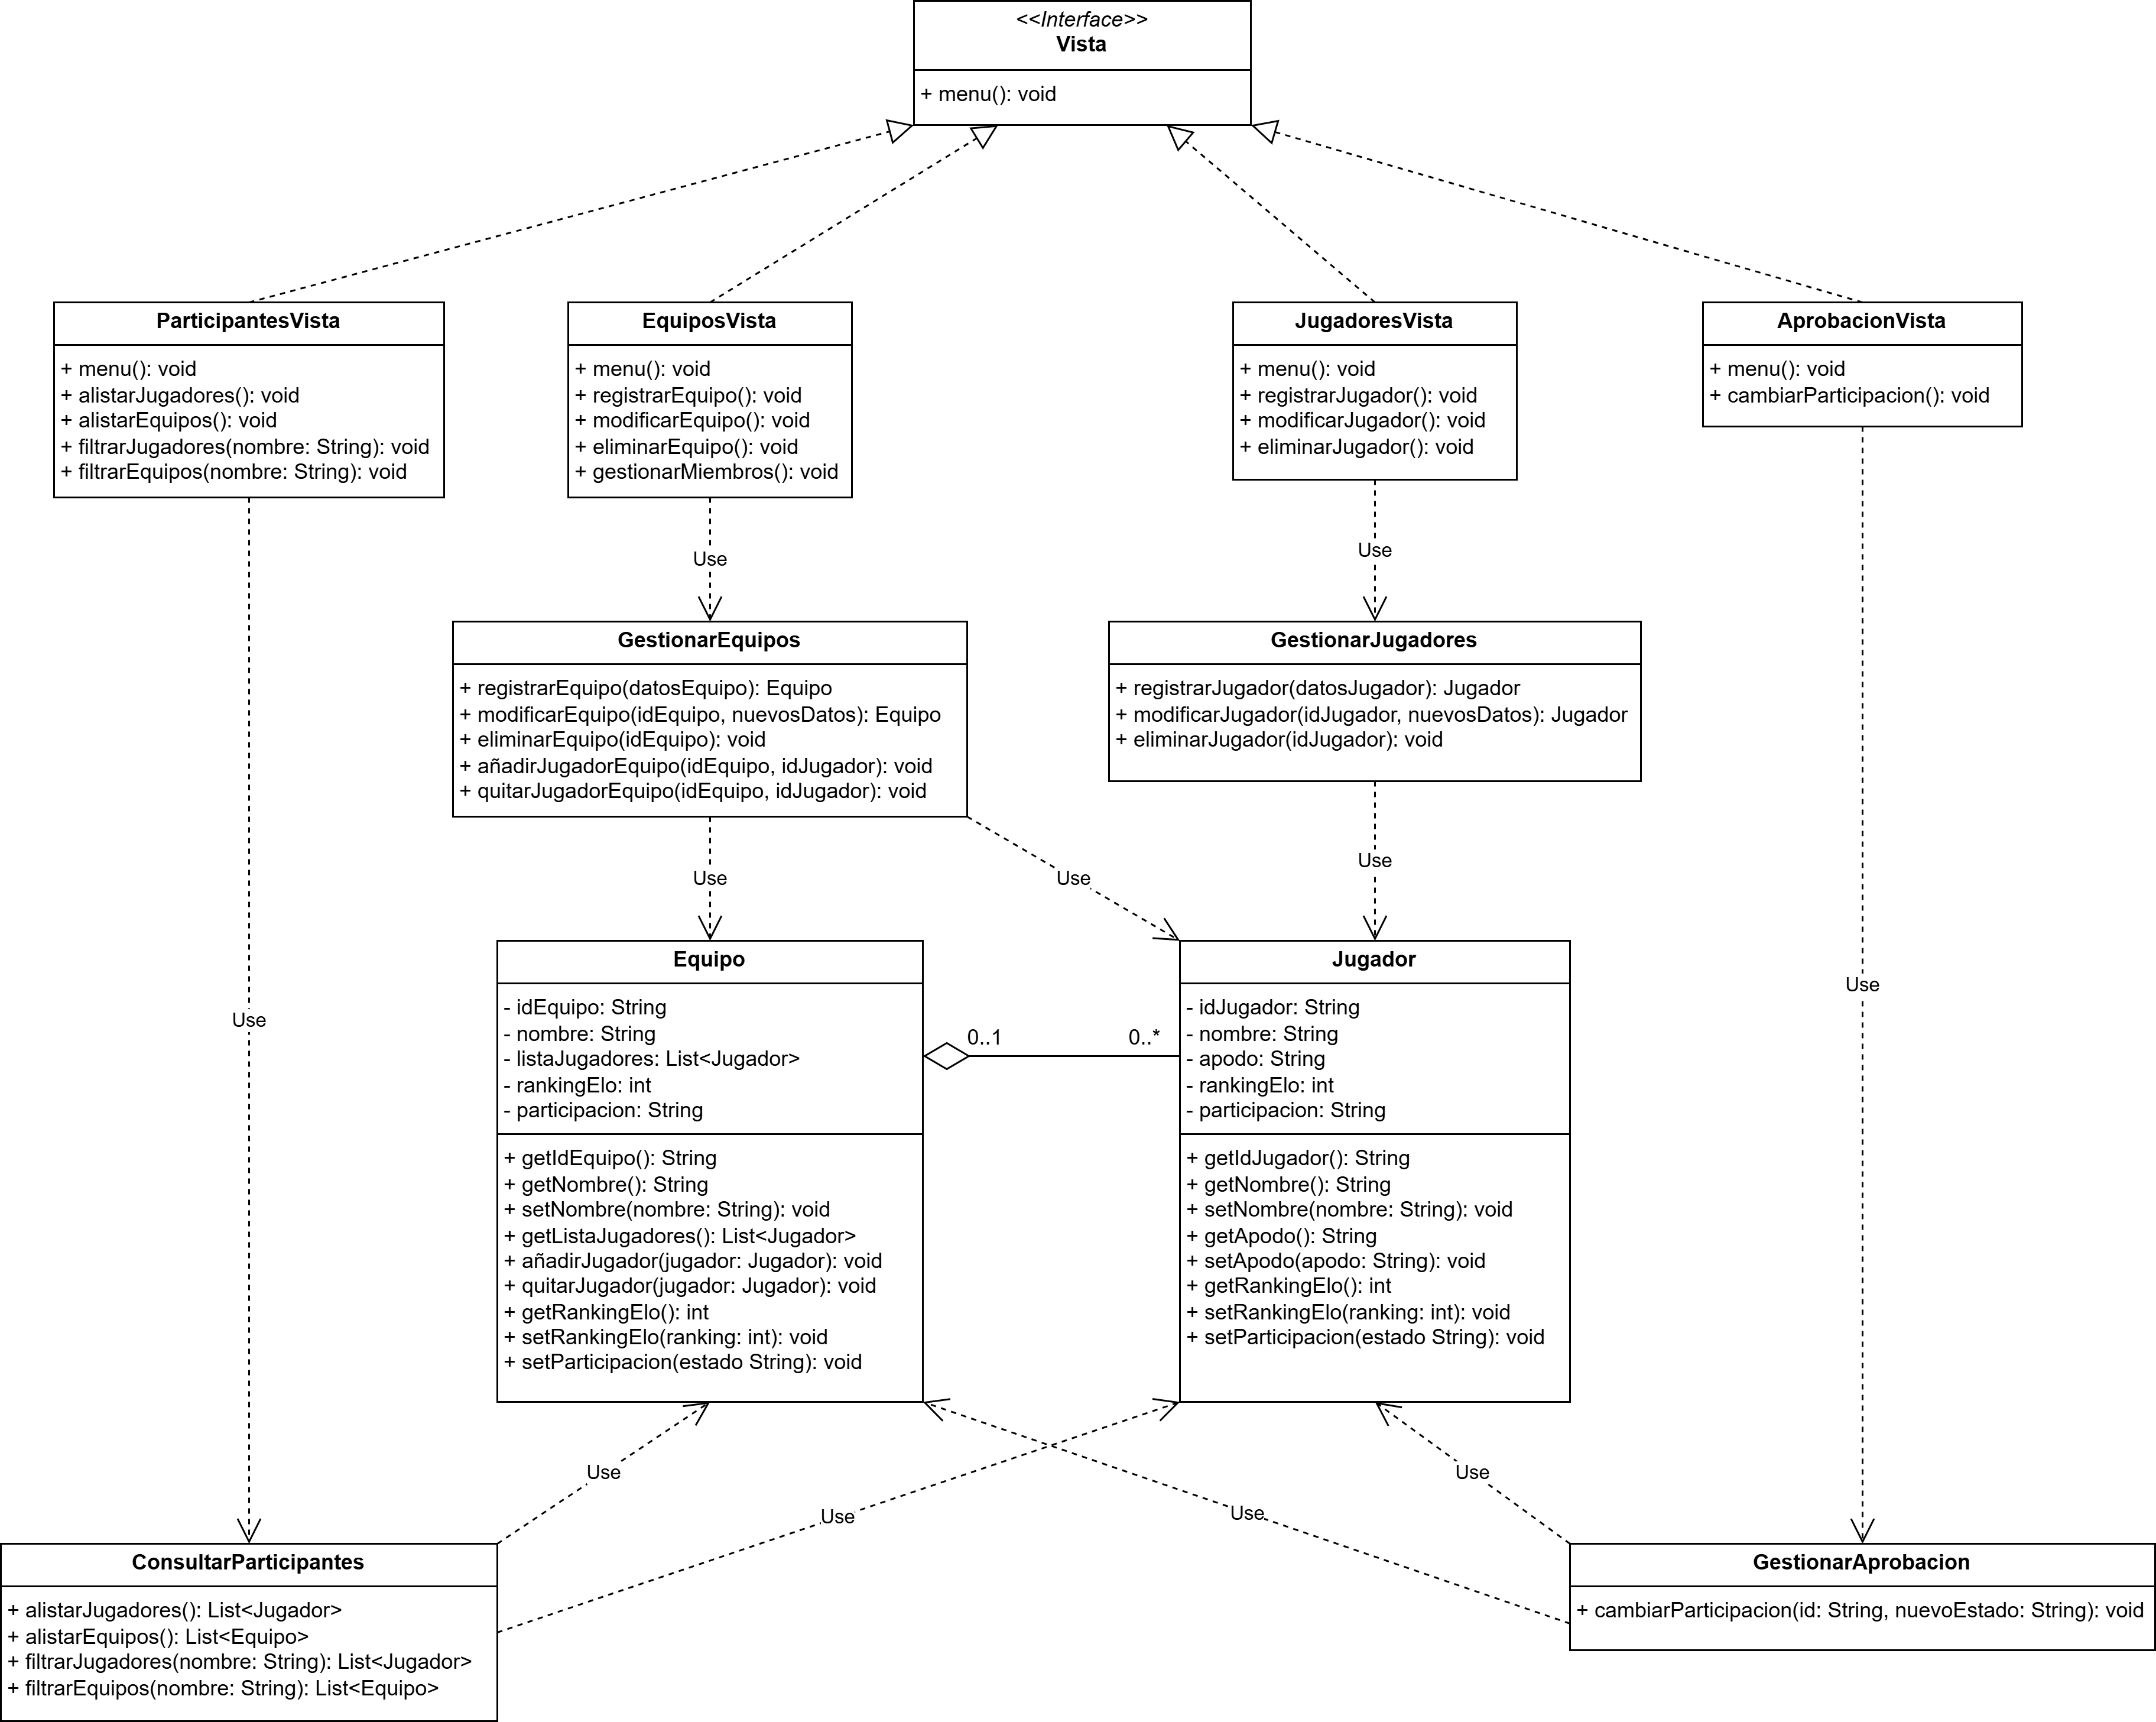 <<Interface>>
Vista
+ menu(): void
ParticipantesVista
+ menu(): void
+ alistarJugadores(): void
+ alistarEquipos(): void
+ filtrarJugadores(nombre: String): void
+ filtrarEquipos(nombre: String): void
EquiposVista
+ menu(): void
+ registrarEquipo(): void
+ modificarEquipo(): void
+ eliminarEquipo(): void
+ gestionarMiembros(): void
JugadoresVista
+ menu(): void
+ registrarJugador(): void
+ modificarJugador(): void
+ eliminarJugador(): void
AprobacionVista
+ menu(): void
+ cambiarParticipacion(): void
Use
Use
GestionarEquipos
+ registrarEquipo(datosEquipo): Equipo
+ modificarEquipo(idEquipo, nuevosDatos): Equipo
+ eliminarEquipo(idEquipo): void
+ añadirJugadorEquipo(idEquipo, idJugador): void
+ quitarJugadorEquipo(idEquipo, idJugador): void
GestionarJugadores
+ registrarJugador(datosJugador): Jugador
+ modificarJugador(idJugador, nuevosDatos): Jugador
+ eliminarJugador(idJugador): void
Use
Use
Use
Use
Use
Equipo
- idEquipo: String
- nombre: String
- listaJugadores: List<Jugador>
- rankingElo: int
- participacion: String
+ getIdEquipo(): String
+ getNombre(): String
+ setNombre(nombre: String): void
+ getListaJugadores(): List<Jugador>
+ añadirJugador(jugador: Jugador): void
+ quitarJugador(jugador: Jugador): void
+ getRankingElo(): int
+ setRankingElo(ranking: int): void
+ setParticipacion(estado String): void
0..1
0..*
Jugador
- idJugador: String
- nombre: String
- apodo: String
- rankingElo: int
- participacion: String
+ getIdJugador(): String
+ getNombre(): String
+ setNombre(nombre: String): void
+ getApodo(): String
+ setApodo(apodo: String): void
+ getRankingElo(): int
+ setRankingElo(ranking: int): void
+ setParticipacion(estado String): void
Use
Use
Use
Use
ConsultarParticipantes
+ alistarJugadores(): List<Jugador>
+ alistarEquipos(): List<Equipo>
+ filtrarJugadores(nombre: String): List<Jugador>
+ filtrarEquipos(nombre: String): List<Equipo>
GestionarAprobacion
+ cambiarParticipacion(id: String, nuevoEstado: String): void